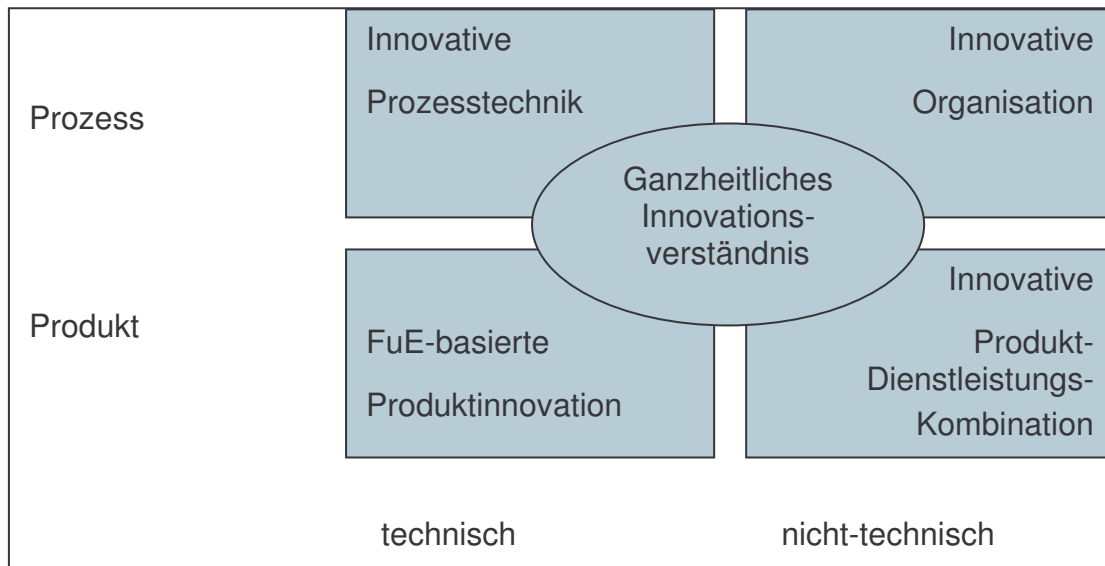 Prozess
Innovative
Prozesstechnik
Innovative
Organisation
Ganzheitliches
Innovations-
verständnis
Produkt
FuE-basierte
Produktinnovation
Innovative
Produkt-
Dienstleistungs-
Kombination
technisch
nicht-technisch